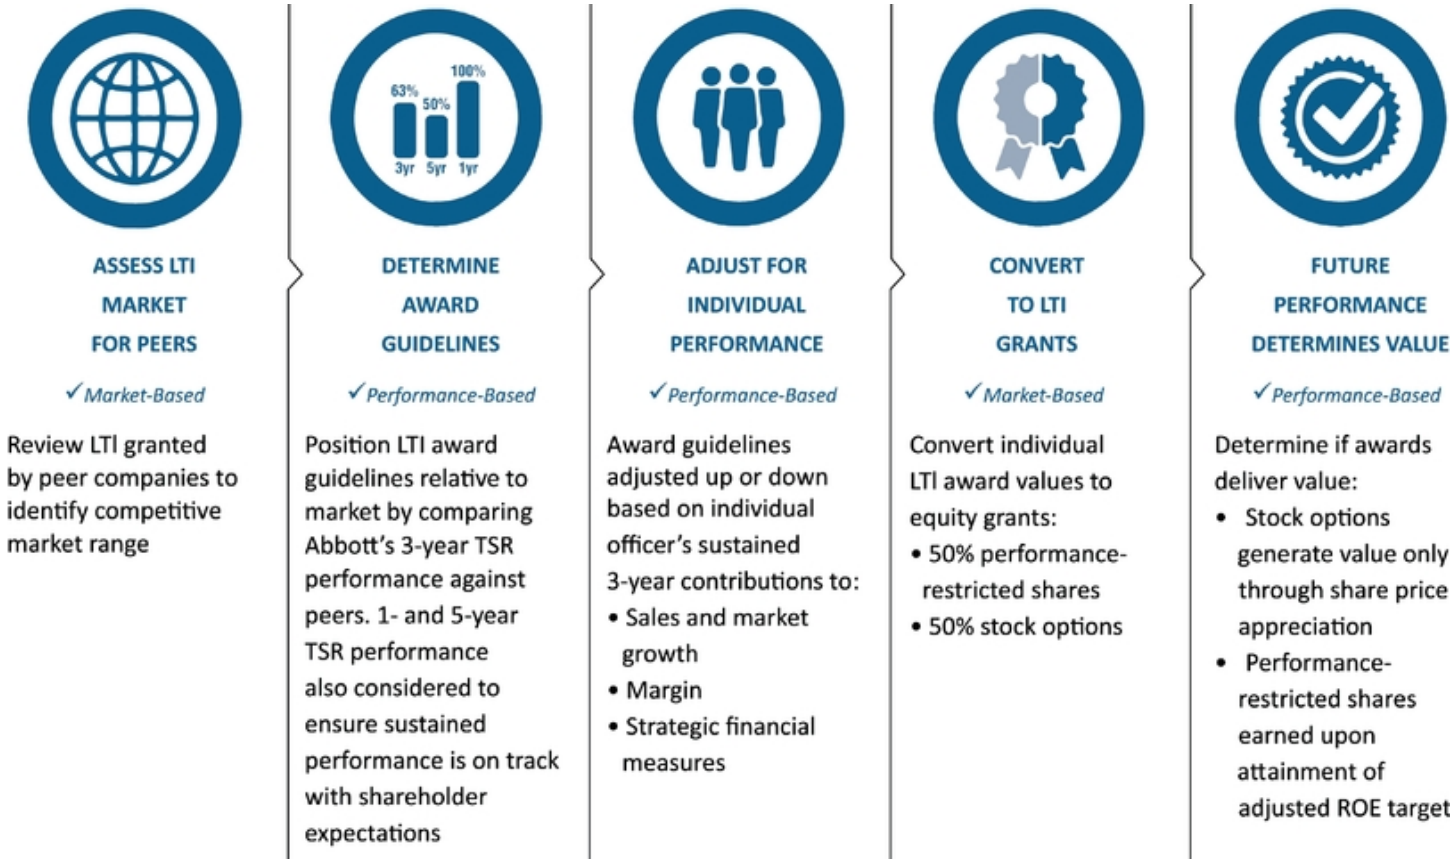 ASSESS LTI
MARKET
FOR PEERS
✓ Market-Based
Review LTl granted
by peer companies to
identify competitive
market range
100%
63%
50%
3yr 5yr 1yr
DETERMINE
AWARD
GUIDELINES
✓ Performance-Based
Position LTI award
guidelines relative to
market by comparing
Abbott's 3-year TSR
performance against
peers. 1- and 5-year
TSR performance
also considered to
ensure sustained
performance is on track
with shareholder
expectations
ADJUST FOR
INDIVIDUAL
PERFORMANCE
✓ Performance-Based
Award guidelines
adjusted up or down
based on individual
officer's sustained
3-year contributions to:
• Sales and market
growth
• Margin
• Strategic financial
measures
CONVERT
TO LTI
GRANTS
✓ Market-Based
Convert individual
LTl award values to
equity grants:
• 50% performance-
restricted shares
• 50% stock options
FUTURE
PERFORMANCE
DETERMINES VALUE
✓ Performance-Based
Determine if awards
deliver value:
• Stock options
generate value only
through share price
appreciation
• Performance-
restricted shares
earned upon
attainment of
adjusted ROE target